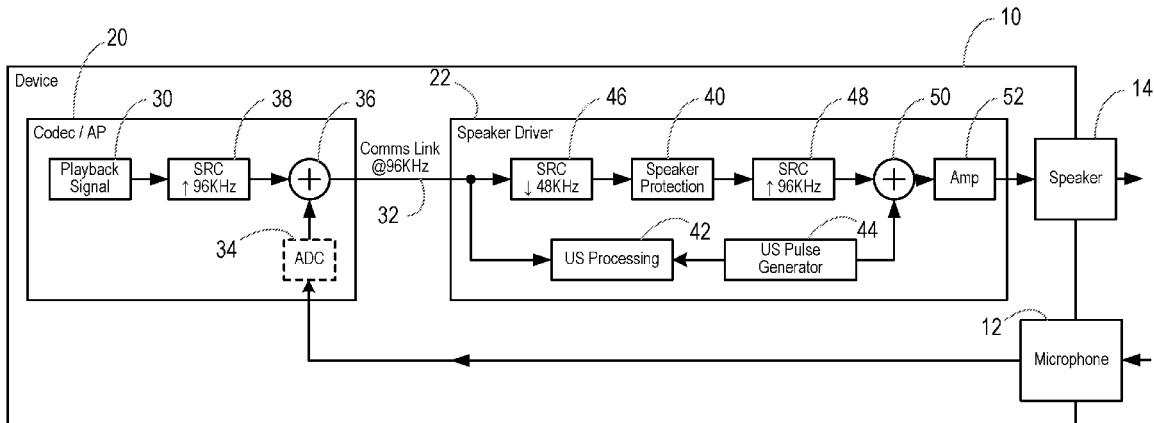 20
10
Device
30
38
36
22
46
40
48
50
52
14
Codec / AP
Comms Link
@96KHz
Speaker Driver
Playback
Signal
SRC
↑ 96KHz
SRC
↓ 48KHz
Speaker
Protection
SRC
↑ 96KHz
Amp
Speaker
32
34
ADC
42
44
US Processing
US Pulse
Generator
12
Microphone